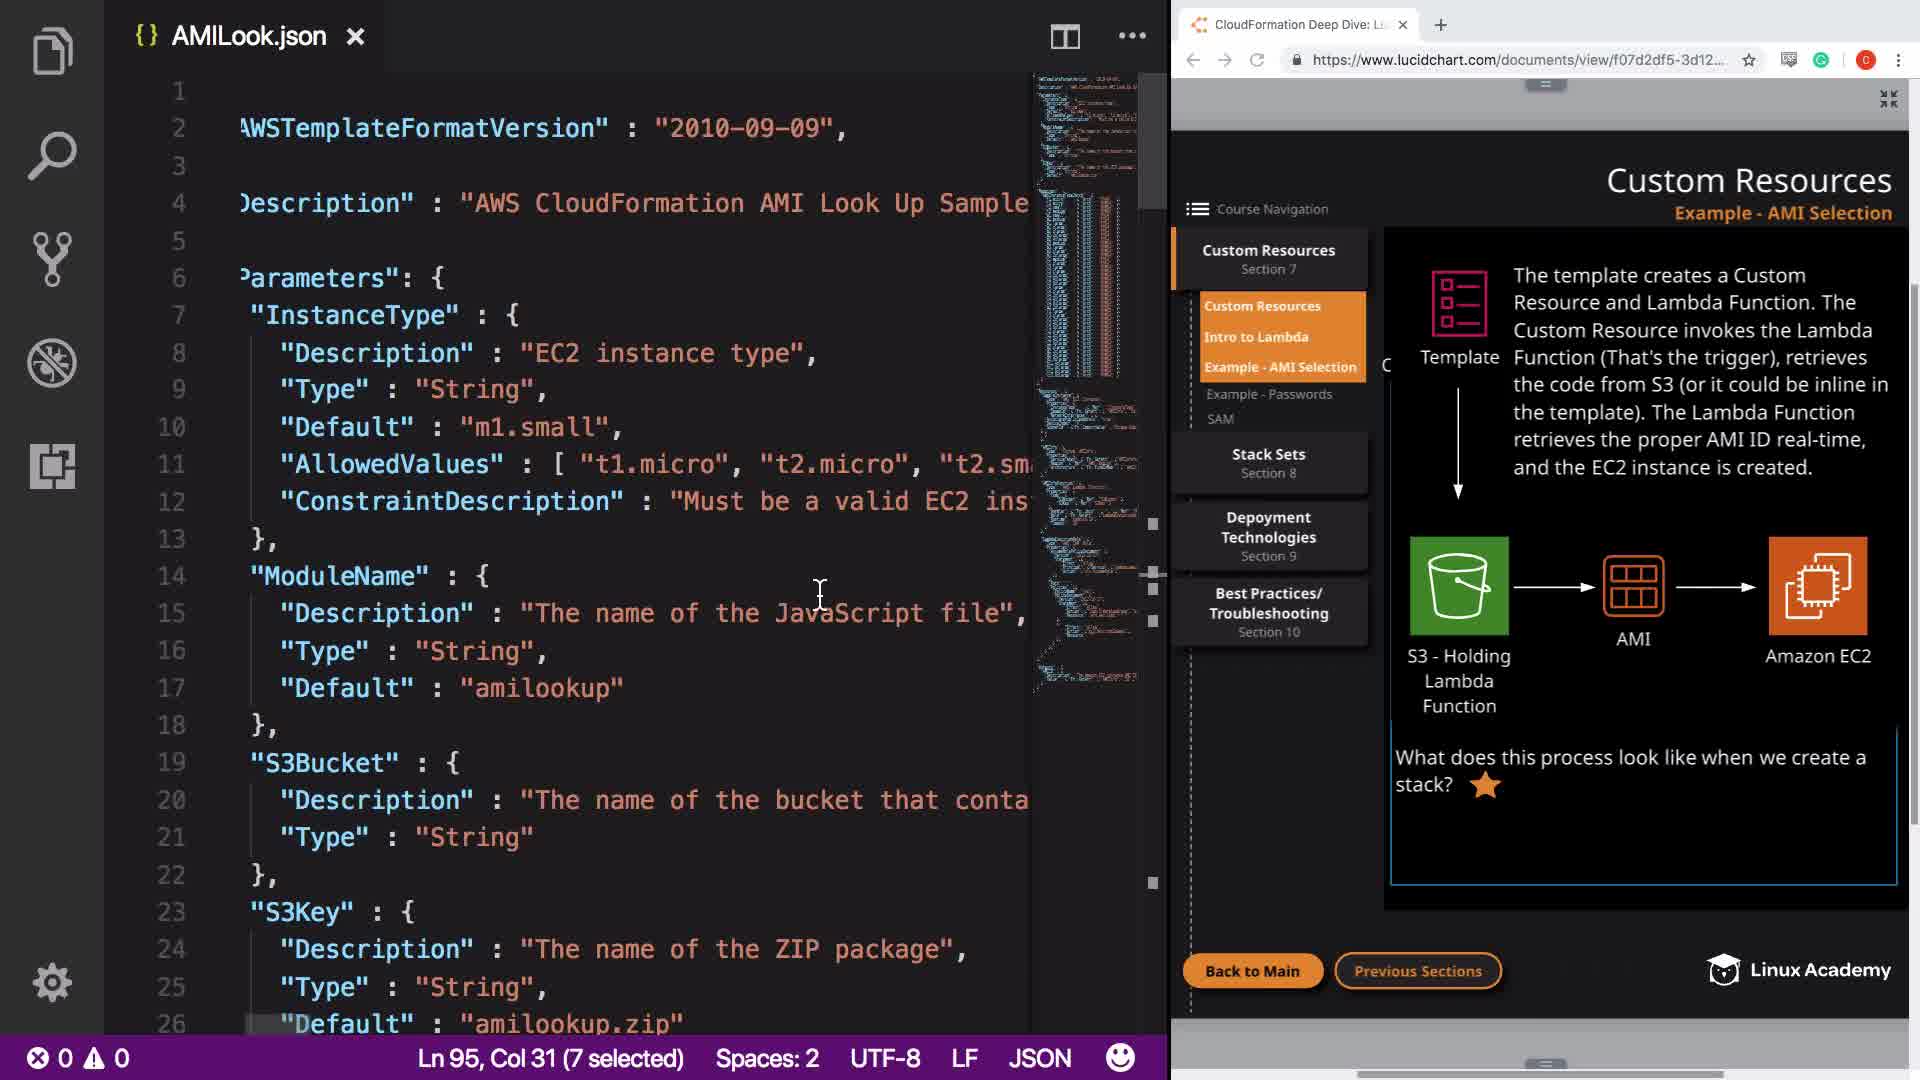 AMILook.json
1
2 AWSTemplateFormatVersion" : "2010-09-09",
3
4 Description" : "AWS CloudFormation AMI Look Up Sample
5
6 Parameters": {
7 "InstanceType" : {
8 "Description" : "EC2 instance type",
9 "Type" : "String",
10 "Default" : "m1.small",
11 "AllowedValues" : [ "t1.micro", "t2.micro", "t2.sm
12 "ConstraintDescription" : "Must be a valid EC2 ins
13 },
14 "ModuleName" : {
15 "Description" : "The name of the JavaScript file",
16 "Type" : "String",
17 "Default" : "amilookup"
18 },
19 "S3Bucket" : {
20 "Description" : "The name of the bucket that conta
21 "Type" : "String"
22 },
23 "S3Key" : {
24 "Description" : "The name of the ZIP package",
25 "Type" : "String",
26 "Default" : "amilookup.zip"
0 0
Ln 95, Col 31 (7 selected) Spaces: 2 UTF-8 LF JSON
CloudFormation Deep Dive: L
https://www.lucidchart.com/documents/view/f07d2df5-3d12...
C
Custom Resources
Example - AMI Selection
Course Navigation
Custom Resources
Section 7
Custom Resources
Intro to Lambda
Example - AMI Selection
Example - Passwords
SAM
Stack Sets
Section 8
Depoyment
Technologies
Section 9
Best Practices/
Troubleshooting
Section 10
Template
The template creates a Custom
Resource and Lambda Function. The
Custom Resource invokes the Lambda
Function (That's the trigger), retrieves
the code from S3 (or it could be inline in
the template). The Lambda Function
retrieves the proper AMI ID real-time,
and the EC2 instance is created.
S3 - Holding
Lambda
Function
AMI
Amazon EC2
What does this process look like when we create a
stack?
Back to Main
Previous Sections
Linux Academy